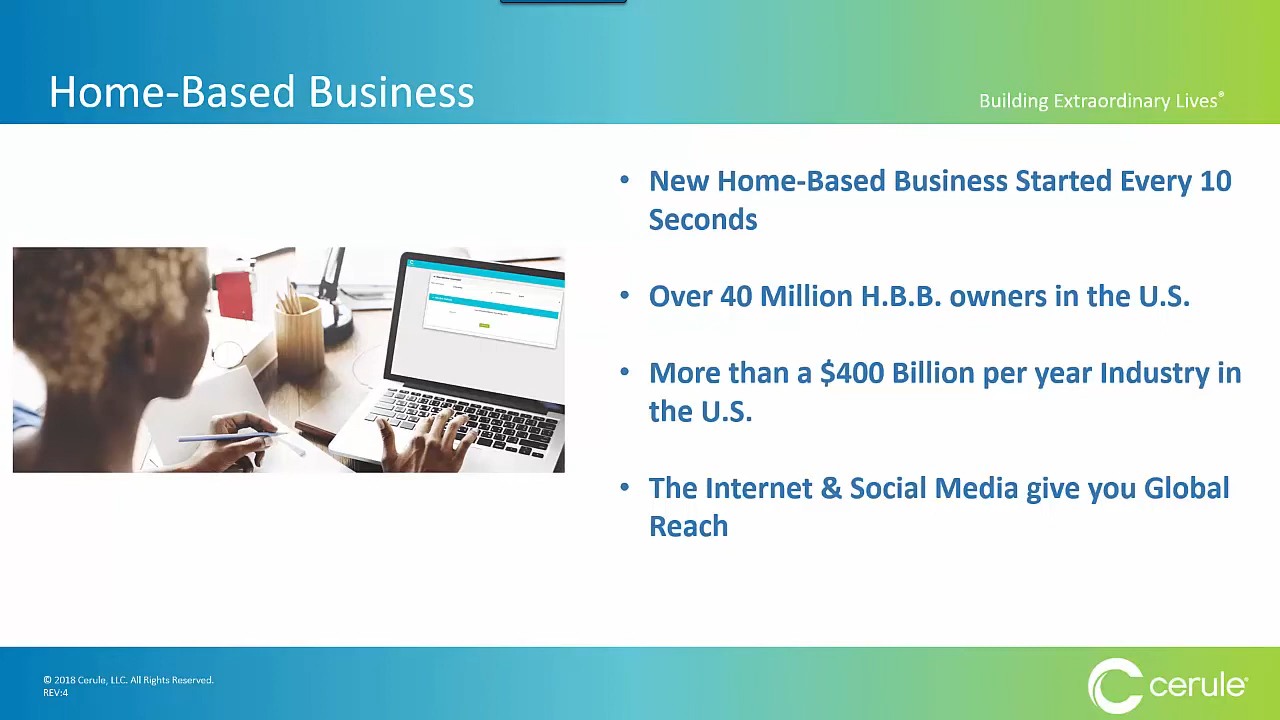 Home-Based Business
Building Extraordinary Lives®
• New Home-Based Business Started Every 10
Seconds
• Over 40 Million H.B.B. owners in the U.S.
• More than a $400 Billion per year Industry in
the U.S.
• The Internet & Social Media give you Global
Reach
© 2018 Cerule, LLC. All Rights Reserved.
REV:4
cerule®